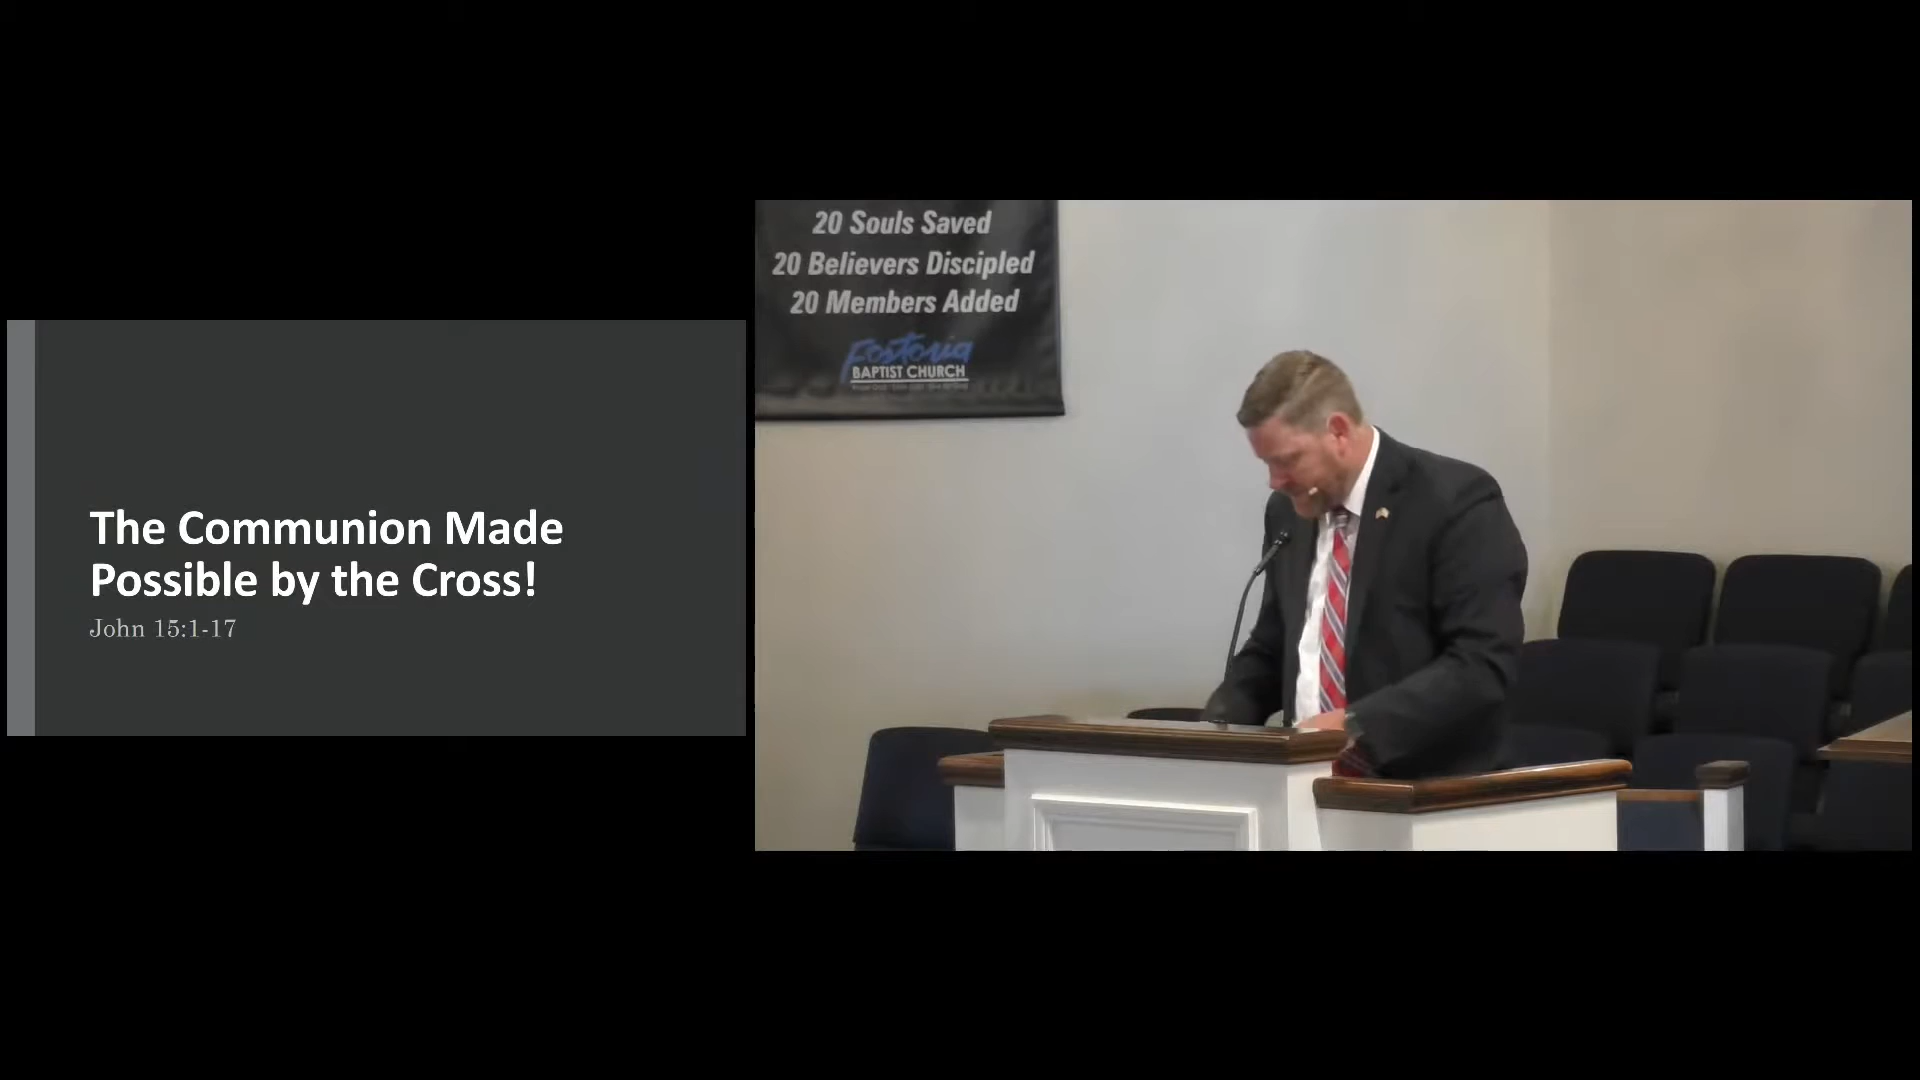 The Communion Made
Possible by the Cross!
John 15:1-17
20 Souls Saved
20 Believers Discipled
20 Members Added
Fostoria
BAPTIST CHURCH